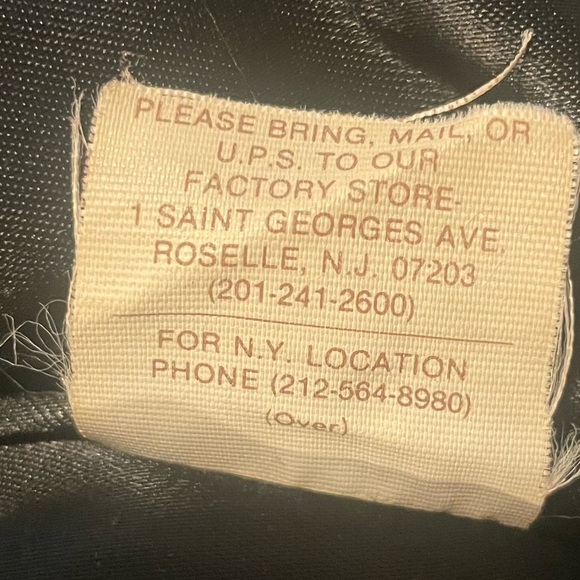 PLEASE BRING, MAIL, OR
U.P.S. TO OUR
FACTORY STORE-
1 SAINT GEORGES AVE.
ROSELLE, N.J. 07203
(201-241-2600)
FOR N.Y. LOCATION
PHONE (212-564-8980)
(Over)